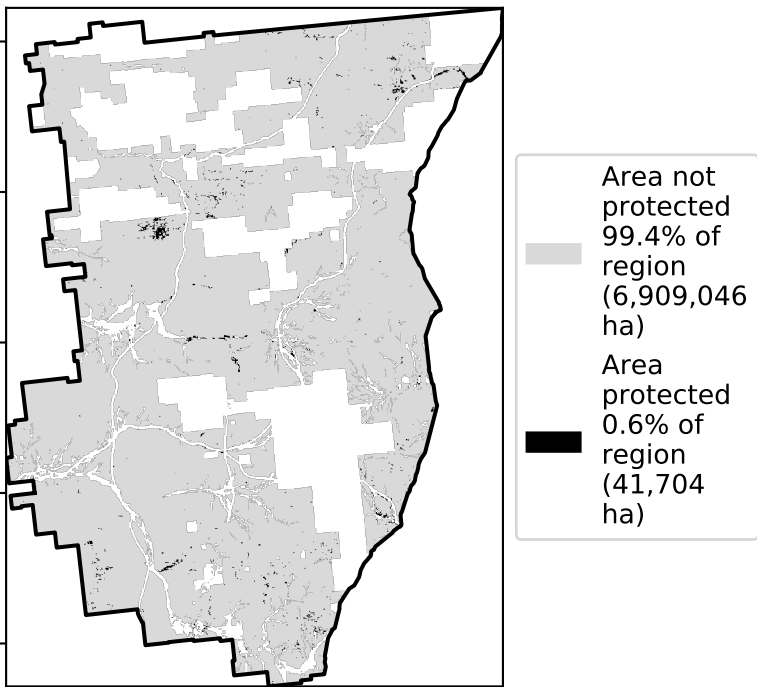 Area not
protected
99.4% of
region
(6,909,046
ha)
Area
protected
0.6% of
region
(41,704
ha)